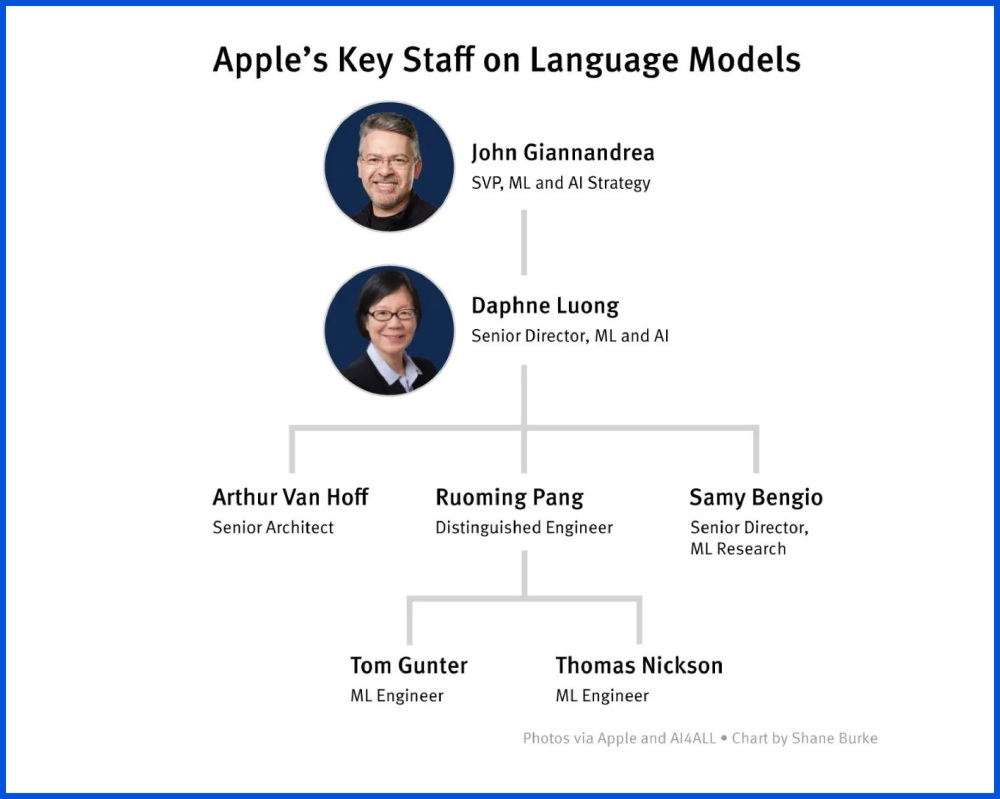 Apple’s Key Staff on Language Models
John Giannandrea
SVP, ML and AI Strategy
Daphne Luong
Senior Director, ML and AI
Arthur Van Hoff
Senior Architect
Ruoming Pang
Distinguished Engineer
Samy Bengio
Senior Director,
ML Research
Tom Gunter
ML Engineer
Thomas Nickson
ML Engineer
Photos via Apple and AI4ALL • Chart by Shane Burke